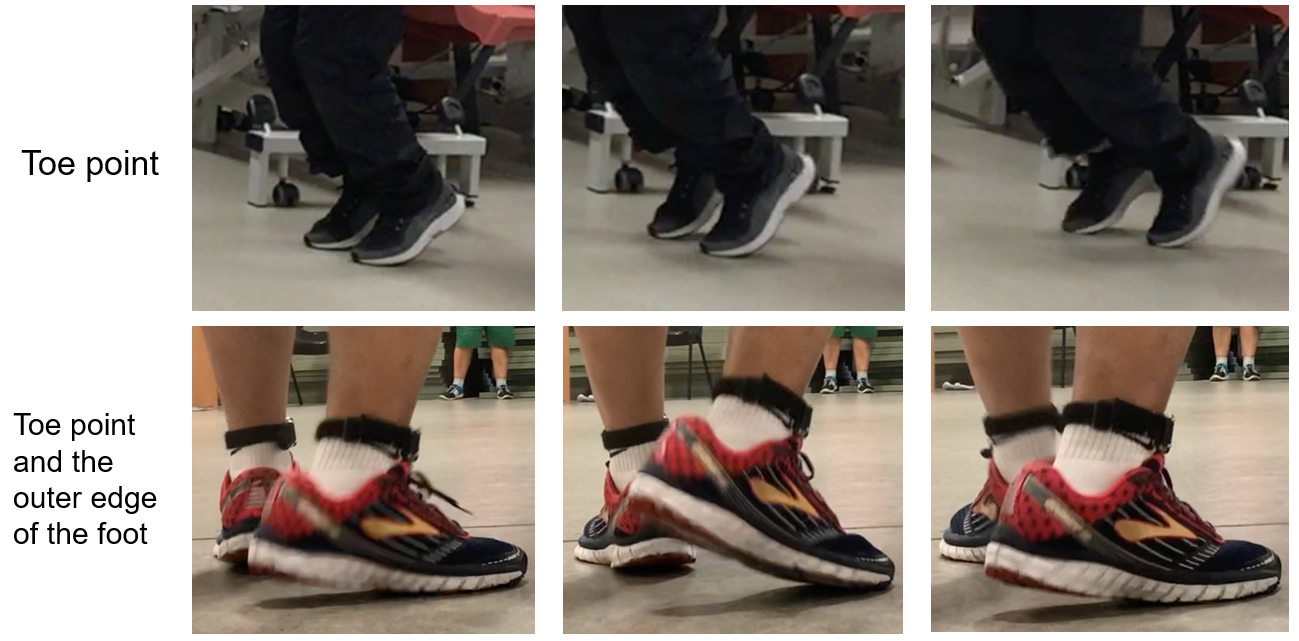 Toe point
Toe point
and the
outer edge
of the foot